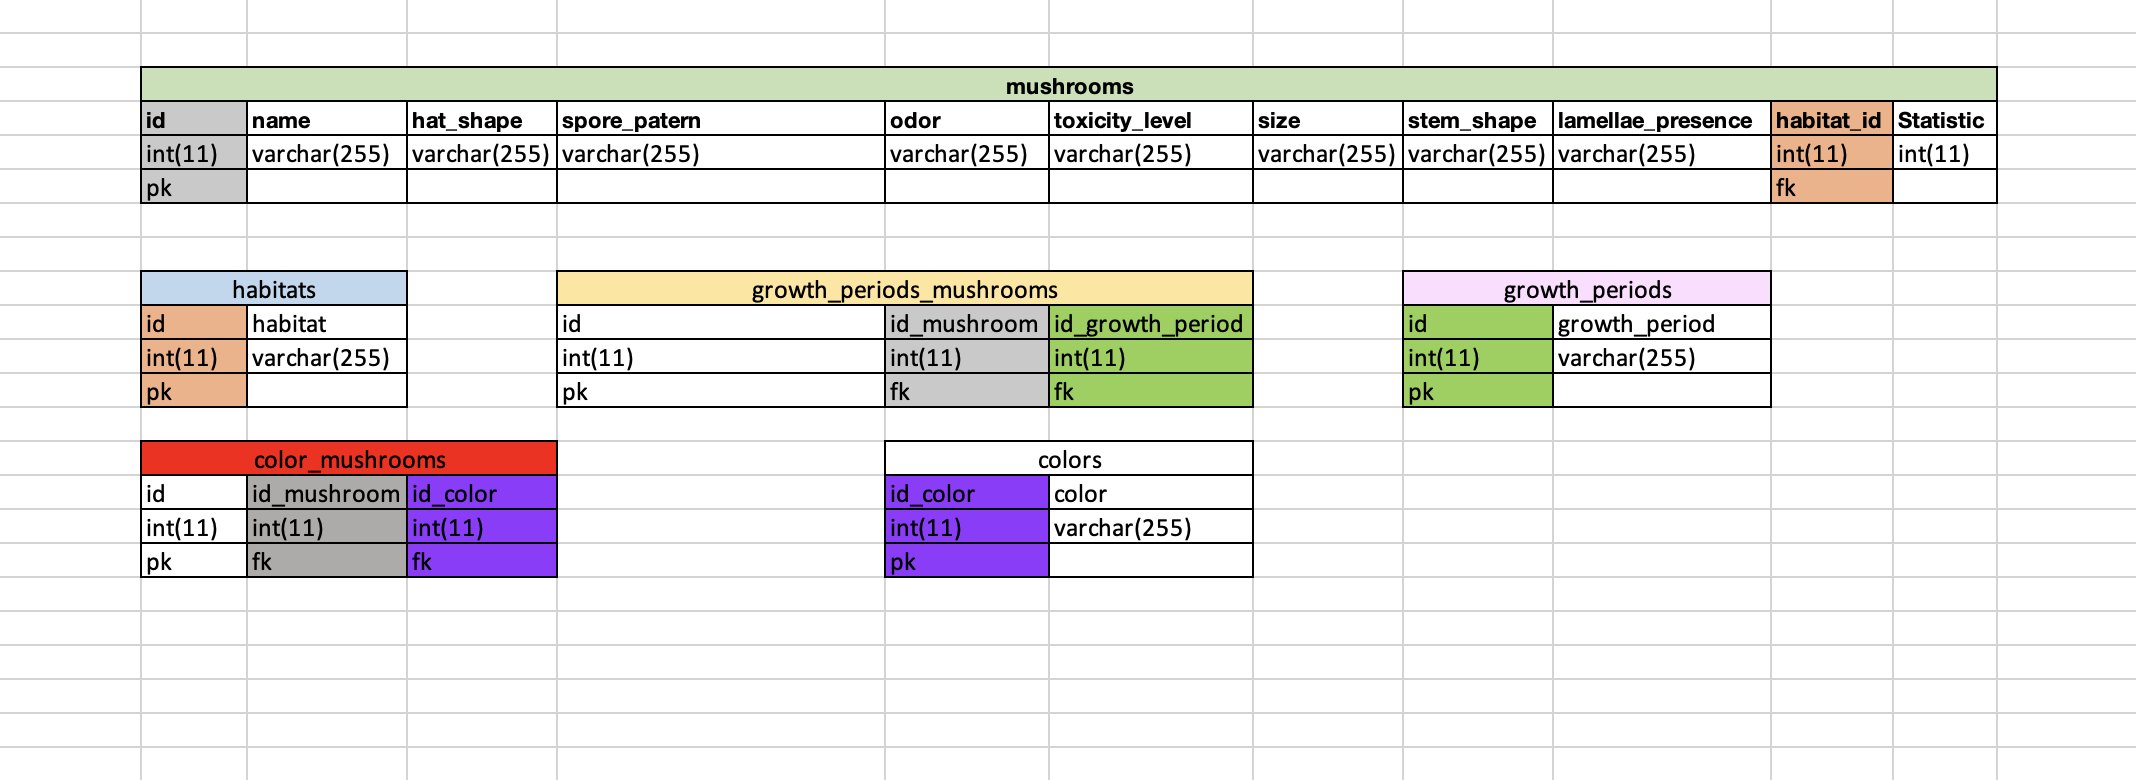 mushrooms
id name hat_shape spore_patern odor toxicity_level size stem_shape lamellae_presence habitat_id Statistic
int(11) varchar(255) varchar(255) varchar(255) varchar(255) varchar(255) varchar(255) varchar(255) varchar(255) int(11) int(11)
pk fk
habitats growth_periods_mushrooms growth_periods
id habitat id id_mushroom id_growth_period id growth_period
int(11) varchar(255) int(11) int(11) int(11) int(11) varchar(255)
pk pk fk fk pk
color_mushrooms colors
id id_mushroom id_color id_color color
int(11) int(11) int(11) int(11) varchar(255)
pk fk fk pk